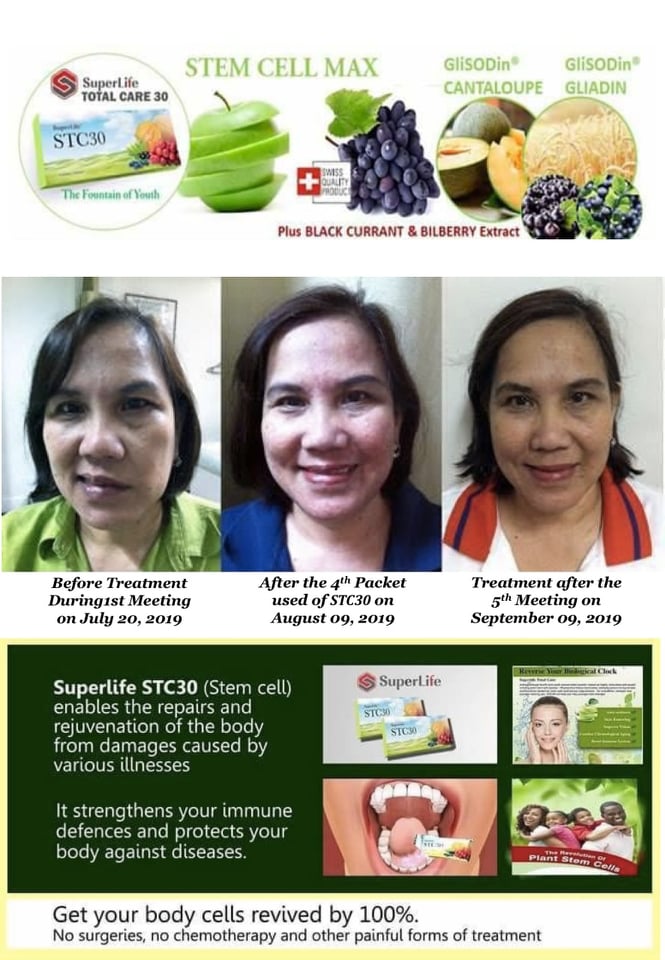 SuperLife
TOTAL CARE 30
SuperLife
STC30
The Fountain of Youth
STEM CELL MAX
SWISS
QUALITY
PRODUCT
GliSODin®
CANTALOUPE
GliSODin®
GLIADIN
Plus BLACK CURRANT & BILBERRY Extract
Before Treatment
During1st Meeting
on July 20, 2019
After the 4th Packet
used of STC30 on
August 09, 2019
Treatment after the
5th Meeting on
September 09, 2019
Superlife STC30 (Stem cell)
enables the repairs and
rejuvenation of the body
from damages caused by
various illnesses
It strengthens your immune
defences and protects your
body against diseases.
SuperLife
STC30
STC30
Reverse Your Biological Clock
STC30
The Revolution Of
Plant Stem Cells
Get your body cells revived by 100%.
No surgeries, no chemotherapy and other painful forms of treatment